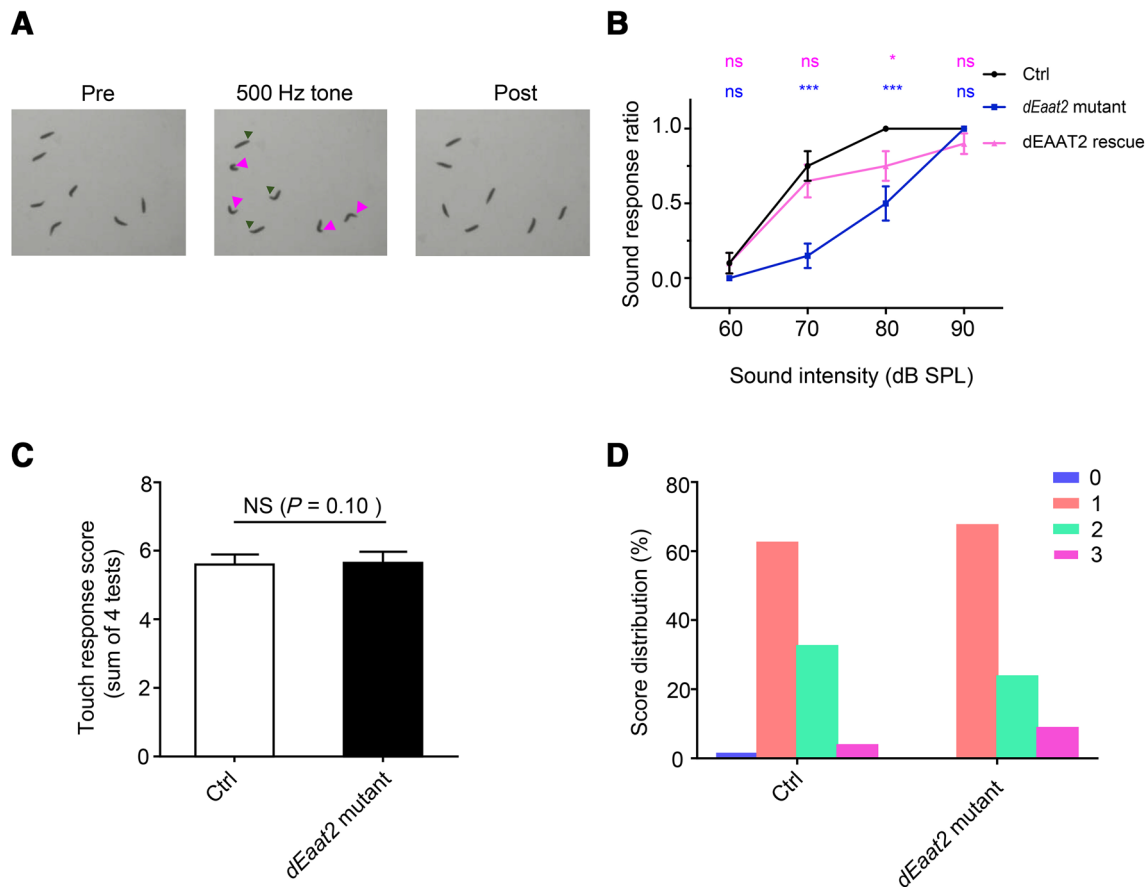 A
Pre
500 Hz tone
Post
B
ns ns * ns
ns *** *** ns
Ctrl
dEaat2 mutant
dEAAT2 rescue
Sound response ratio
1.0
0.5
0.0
60 70 80 90
Sound intensity (dB SPL)
C
Touch response score
(sum of 4 tests)
8
6
4
2
0
NS (P = 0.10 )
Ctrl
dEaat2 mutant
D
Score distribution (%)
80
60
40
20
0
0
1
2
3
Ctrl
dEaat2 mutant